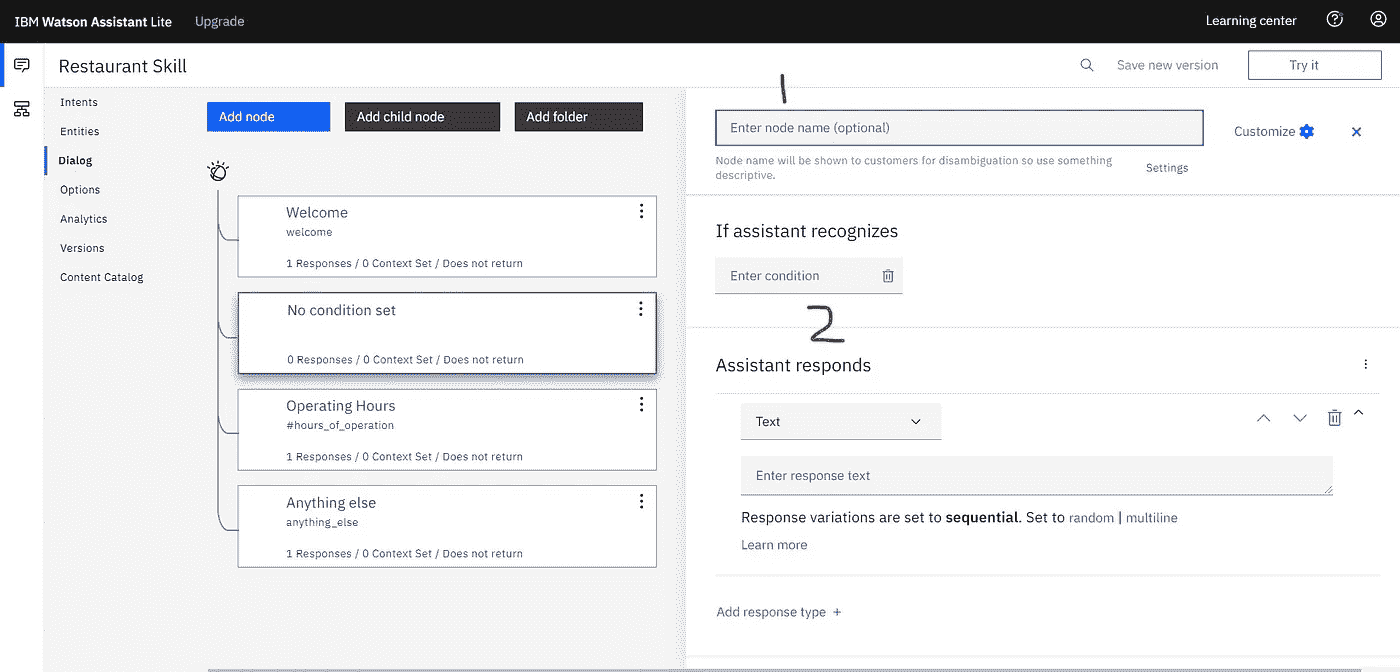 IBM Watson Assistant Lite
Upgrade
Learning center
Restaurant Skill
Save new version
Try it
Intents
Entities
Dialog
Options
Analytics
Versions
Content Catalog
Add node
Add child node
Add folder
Welcome
welcome
1 Responses / 0 Context Set / Does not return
No condition set
0 Responses / 0 Context Set / Does not return
Operating Hours
#hours_of_operation
1 Responses / 0 Context Set / Does not return
Anything else
anything_else
1 Responses / 0 Context Set / Does not return
1
Enter node name (optional)
Customize
Node name will be shown to customers for disambiguation so use something
descriptive.
Settings
If assistant recognizes
Enter condition
2
Assistant responds
Text
Enter response text
Response variations are set to sequential. Set to random | multiline
Learn more
Add response type +